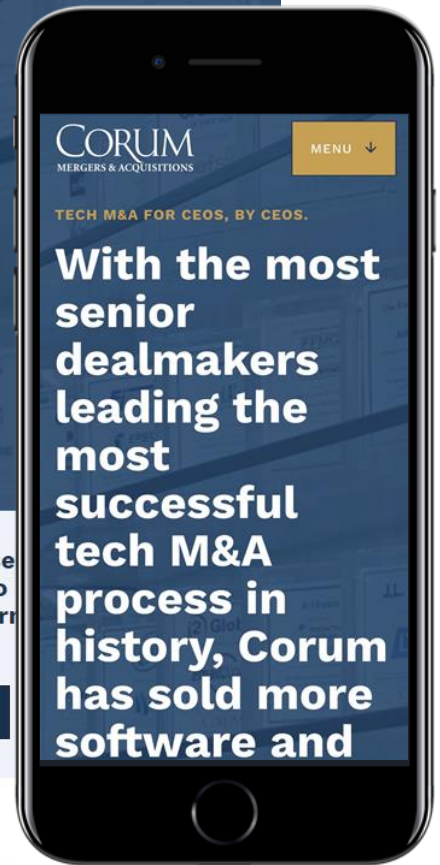 CORUM
MERGERS & ACQUISITIONS
MENU
TECH M&A FOR CEOS, BY CEOS.
With the most
senior
dealmakers
leading the
most
successful
tech M&A
process in
history, Corum
has sold more
software and